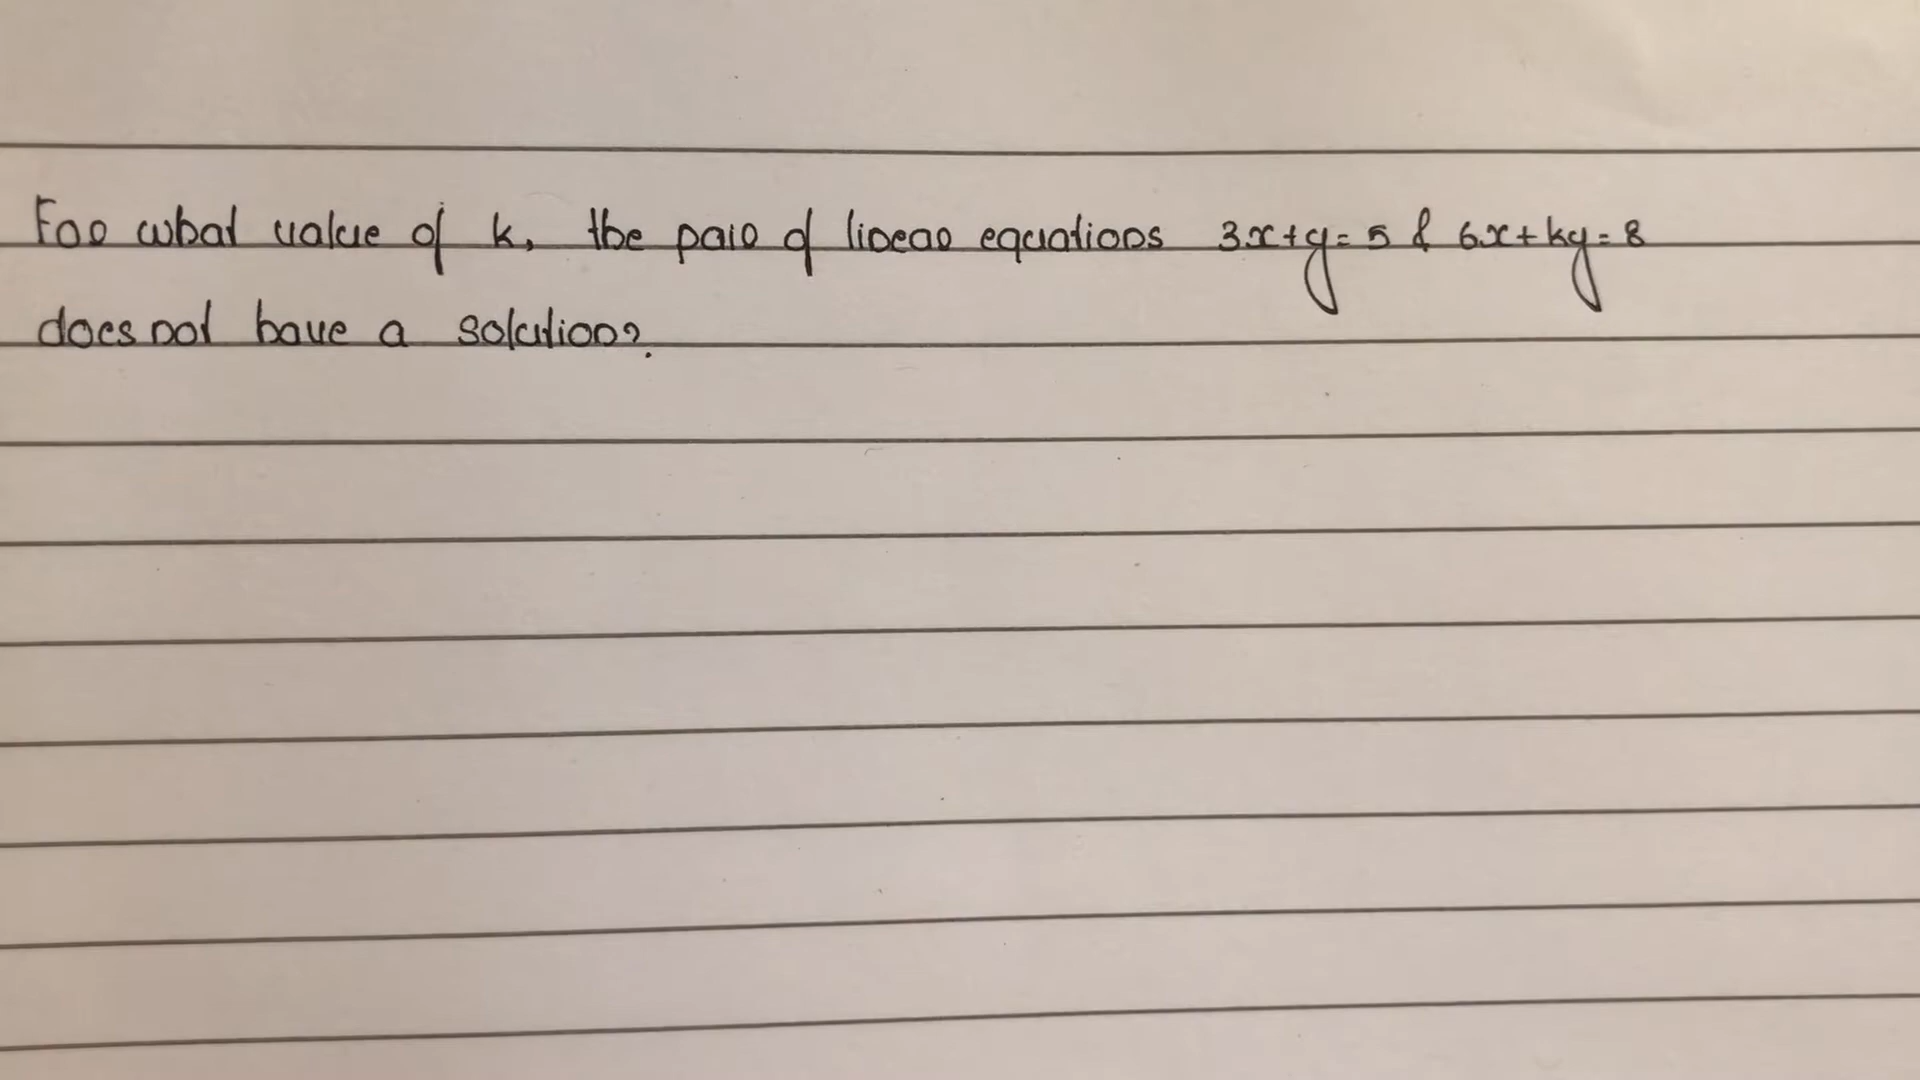 For what value of k, the pair of linear equations 3x+y=5 & 6x+ky=8
does not have a solution?